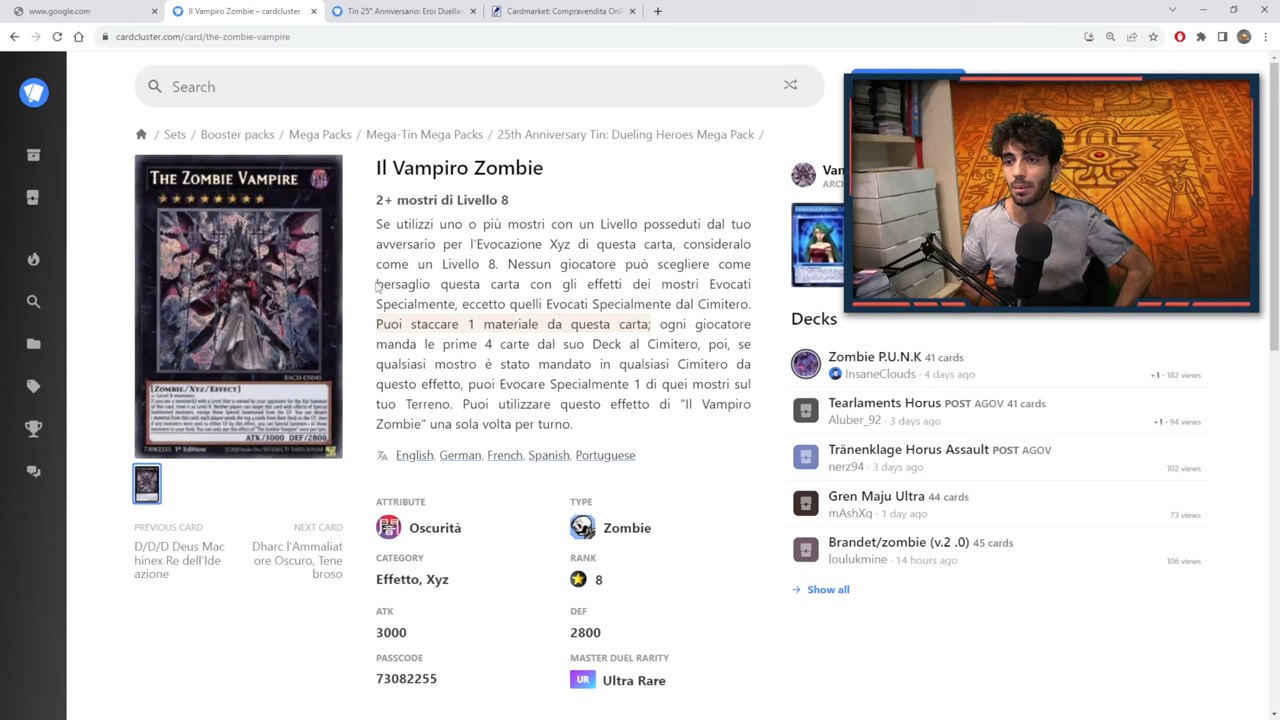 www.google.com
Il Vampiro Zombie – cardcluster
Tin 25° Anniversario: Eroi Duella
Cardmarket: Compravendita Onl
cardcluster.com/card/the-zombie-vampire
Search
/ Sets / Booster packs / Mega Packs / Mega-Tin Mega Packs / 25th Anniversary Tin: Dueling Heroes Mega Pack /
THE ZOMBIE VAMPIRE
BACH-EN045
[ZOMBIE/XYZ/EFFECT]
ATK/3000 DEF/2800
73082255 1st Edition
Il Vampiro Zombie
2+ mostri di Livello 8
Se utilizzi uno o più mostri con un Livello posseduti dal tuo
avversario per l'Evocazione Xyz di questa carta, consideralo
come un Livello 8. Nessun giocatore può scegliere come
bersaglio questa carta con gli effetti dei mostri Evocati
Specialmente, eccetto quelli Evocati Specialmente dal Cimitero.
Puoi staccare 1 materiale da questa carta; ogni giocatore
manda le prime 4 carte dal suo Deck al Cimitero, poi, se
qualsiasi mostro è stato mandato in qualsiasi Cimitero da
questo effetto, puoi Evocare Specialmente 1 di quei mostri sul
tuo Terreno. Puoi utilizzare questo effetto di "Il Vampiro
Zombie" una sola volta per turno.
English, German, French, Spanish, Portuguese
PREVIOUS CARD
D/D/D Deus Mac
hinex Re dell'Ide
azione
NEXT CARD
Dharc l'Ammaliat
ore Oscuro, Tene
broso
ATTRIBUTE
Oscurità
TYPE
Zombie
CATEGORY
Effetto, Xyz
RANK
8
ATK
3000
DEF
2800
PASSCODE
73082255
MASTER DUEL RARITY
UR Ultra Rare
Van
ARC
Decks
Zombie P.U.N.K 41 cards
InsaneClouds - 4 days ago
+1 · 182 views
Tearlaments Horus POST AGOV 41 cards
Aluber_92 · 3 days ago
+1 · 94 views
Tränenklage Horus Assault POST AGOV
nerz94 · 3 days ago
102 views
Gren Maju Ultra 44 cards
mAshXq · 1 day ago
73 views
Brandet/zombie (v.2 .0) 45 cards
loulukmine · 14 hours ago
106 views
Show all